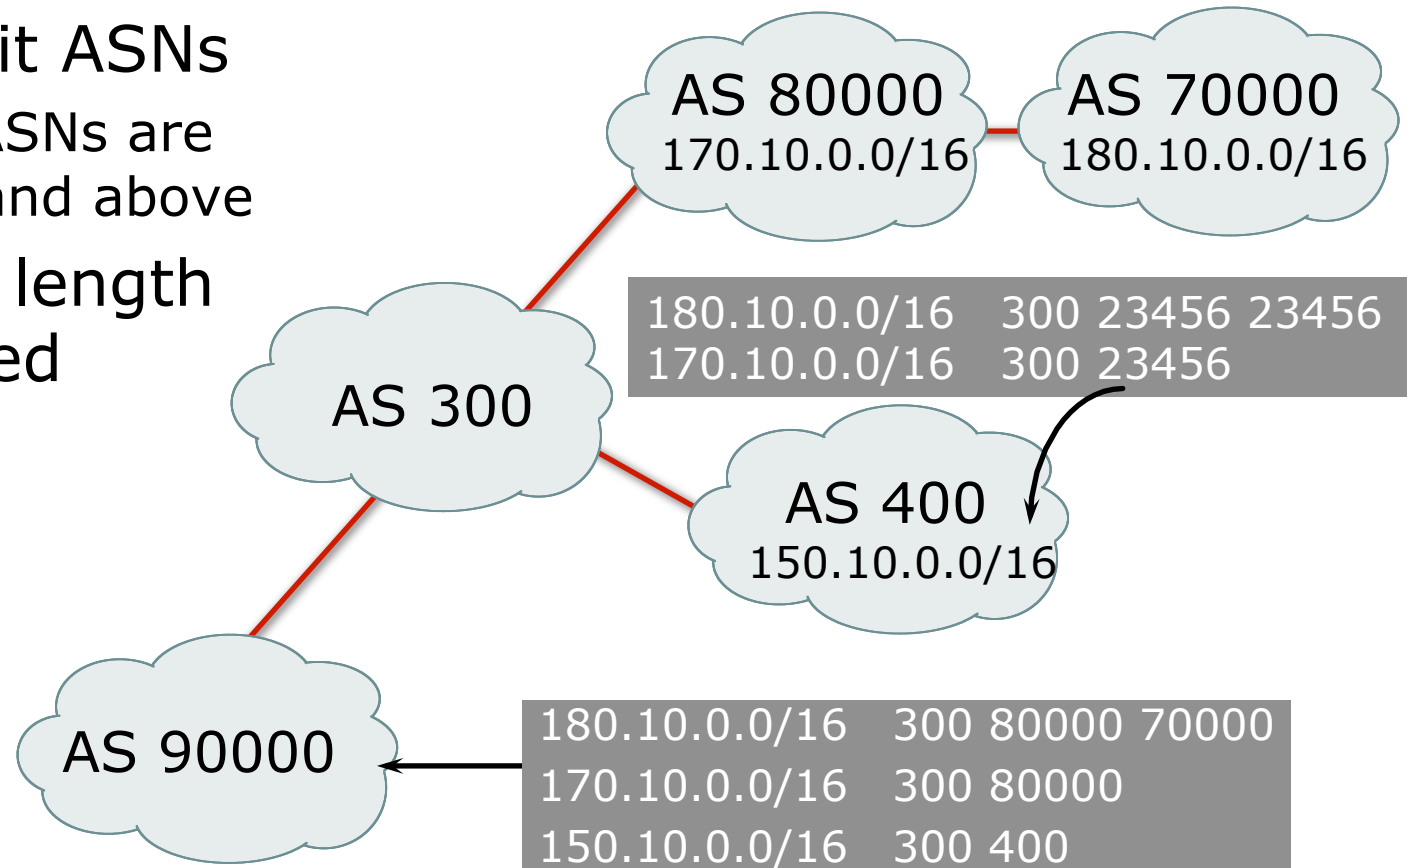 it ASNs
ASNs are
and above
length
ed
AS 80000
170.10.0.0/16
AS 70000
180.10.0.0/16
180.10.0.0/16 300 23456 23456
170.10.0.0/16 300 23456
AS 300
AS 400
150.10.0.0/16
AS 90000
180.10.0.0/16 300 80000 70000
170.10.0.0/16 300 80000
150.10.0.0/16 300 400